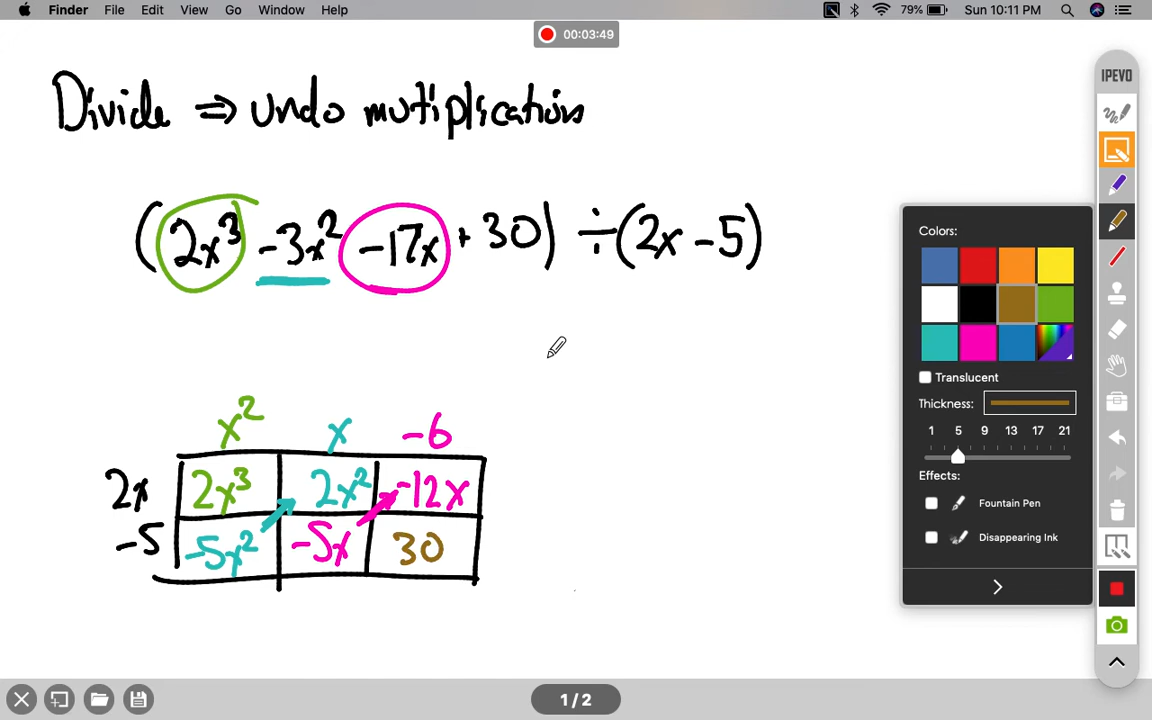 Finder File Edit View Go Window Help 79% Sun 10:11 PM
00:03:49
IPEVO
Divide ⇒ undo mutiplication
(2x³ -3x² -17x + 30) ÷ (2x - 5)
Colors:
Translucent
Thickness:
1 5 9 13 17 21
Effects:
Fountain Pen
Disappearing Ink
x² x -6
2x 2x³ 2x² -12x
-5 -5x² -5x 30
1 / 2